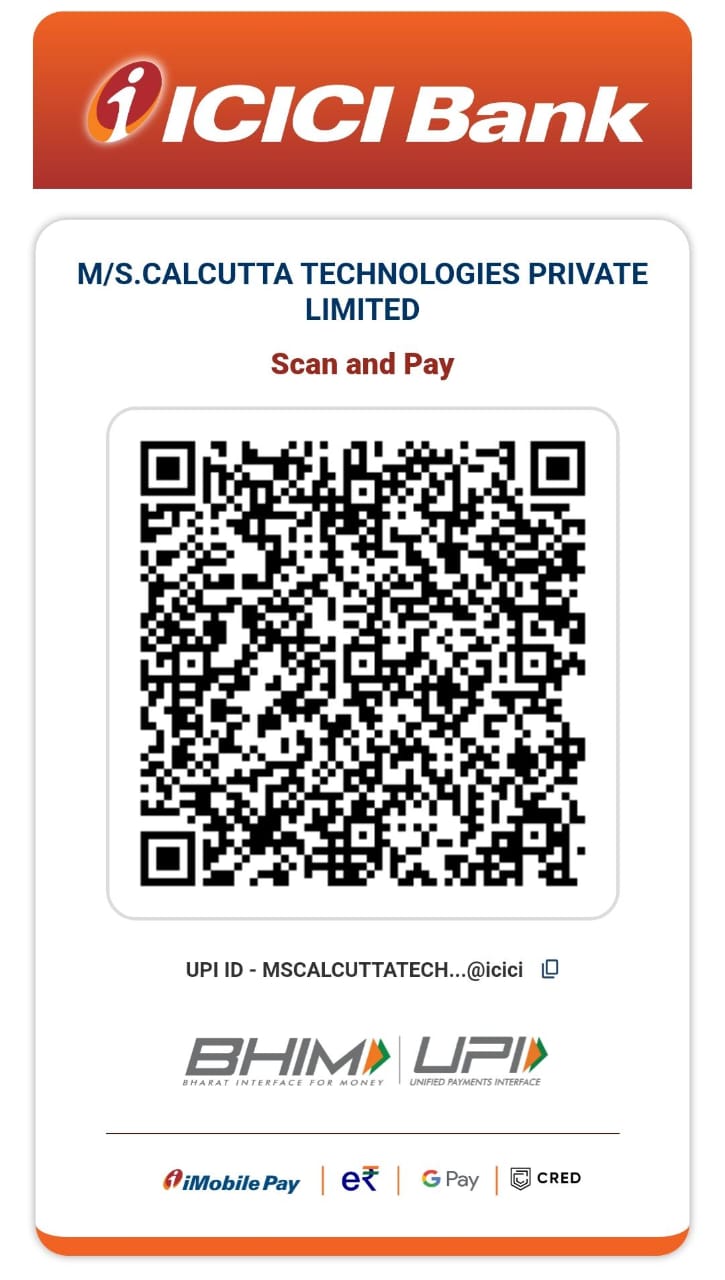 ICICI Bank
M/S.CALCUTTA TECHNOLOGIES PRIVATE
LIMITED
Scan and Pay
UPI ID - MSCALCUTTATECH...@icici
BHIM UPI
BHARAT INTERFACE FOR MONEY UNIFIED PAYMENTS INTERFACE
iMobile Pay | e₹ | G Pay | CRED